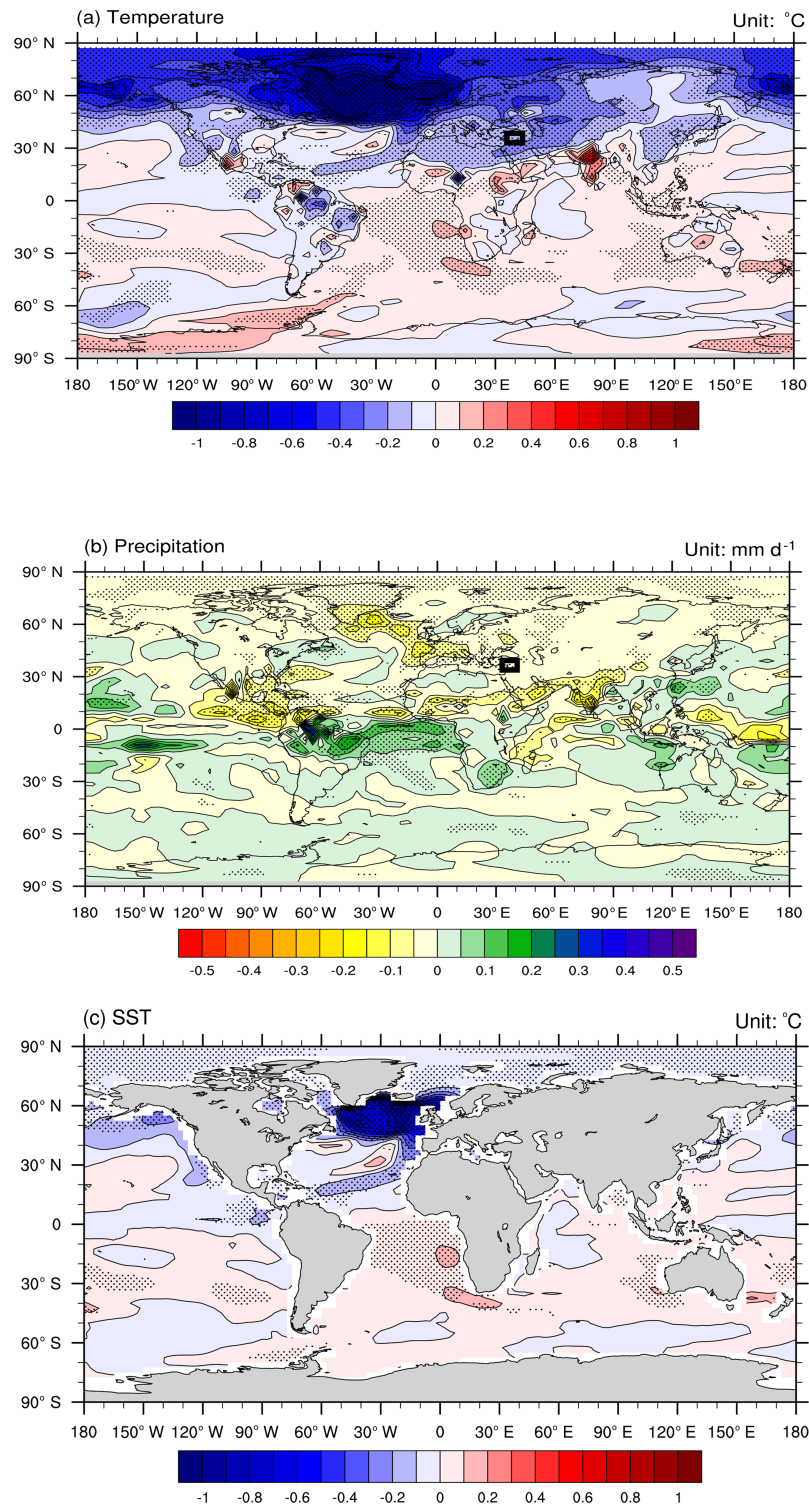 (a) Temperature Unit: °C
90° N
60° N
30° N
0
30° S
60° S
90° S
180 150° W 90° W 60° W 30° W 0 30° E 60° E 90° E 120° E 150° E 180
-1 -0.8 -0.6 -0.4 -0.2 0 0.2 0.4 0.6 0.8 1
(b) Precipitation Unit: mm d-1
90° N
60° N
30° N
0
30° S
60° S
90° S
180 150° W 120° W 90° W 60° W 30° W 0 30° E 60° E 90° E 120° E 150° E 180
-0.5 -0.4 -0.3 -0.2 -0.1 0 0.1 0.2 0.3 0.4 0.5
(c) SST Unit: °C
90° N
60° N
30° N
0
30° S
60° S
90° S
180 150° W 120° W 90° W 60° W 30° W 0 30° E 60° E 90° E 120° E 150° E 180
-1 -0.8 -0.6 -0.4 -0.2 0 0.2 0.4 0.6 0.8 1